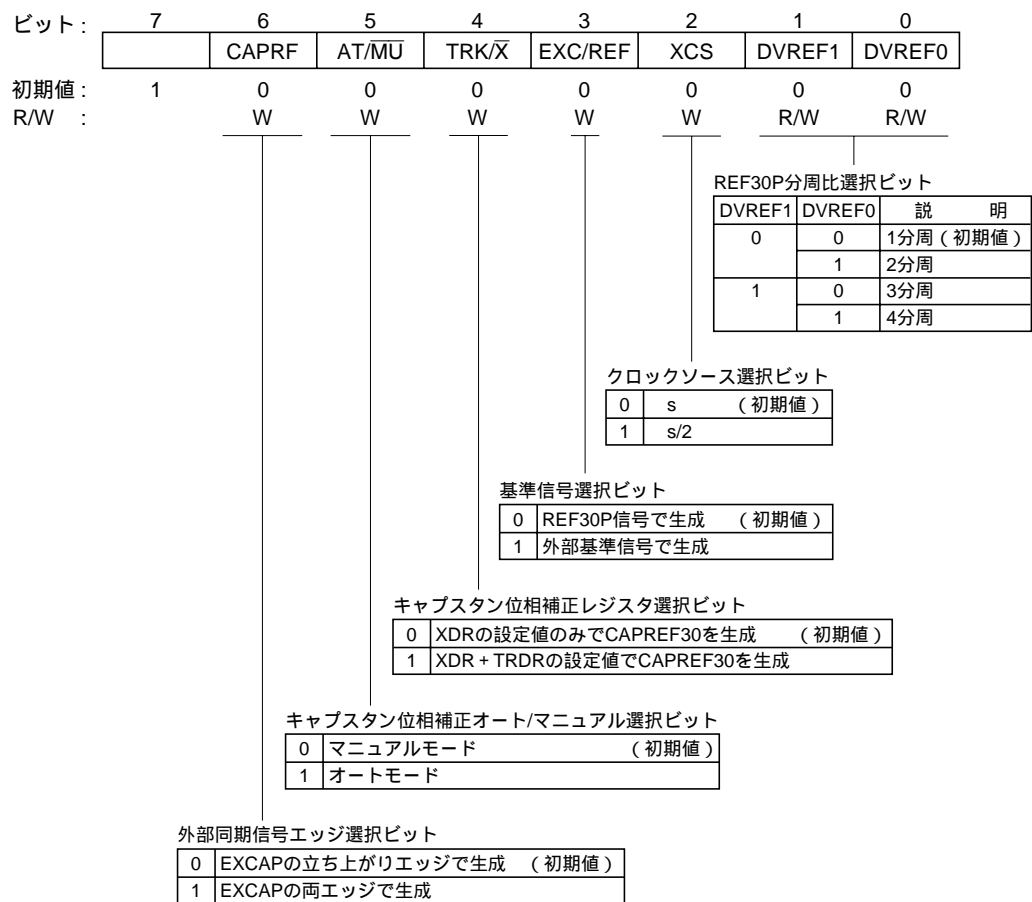 ビット: 7 6 5 4 3 2 1 0
CAPRF AT/M̅U̅ TRK/X̅ EXC/REF XCS DVREF1 DVREF0
初期値: 1 0 0 0 0 0 0 0
R/W : W W W W W R/W R/W
REF30P分周比選択ビット
DVREF1 DVREF0 説 明
0 0 1分周(初期値)
1 2分周
1 0 3分周
1 4分周
クロックソース選択ビット
0 s (初期値)
1 s/2
基準信号選択ビット
0 REF30P信号で生成 (初期値)
1 外部基準信号で生成
キャプスタン位相補正レジスタ選択ビット
0 XDRの設定値のみでCAPREF30を生成 (初期値)
1 XDR+TRDRの設定値でCAPREF30を生成
キャプスタン位相補正オート/マニュアル選択ビット
0 マニュアルモード (初期値)
1 オートモード
外部同期信号エッジ選択ビット
0 EXCAPの立ち上がりエッジで生成 (初期値)
1 EXCAPの両エッジで生成